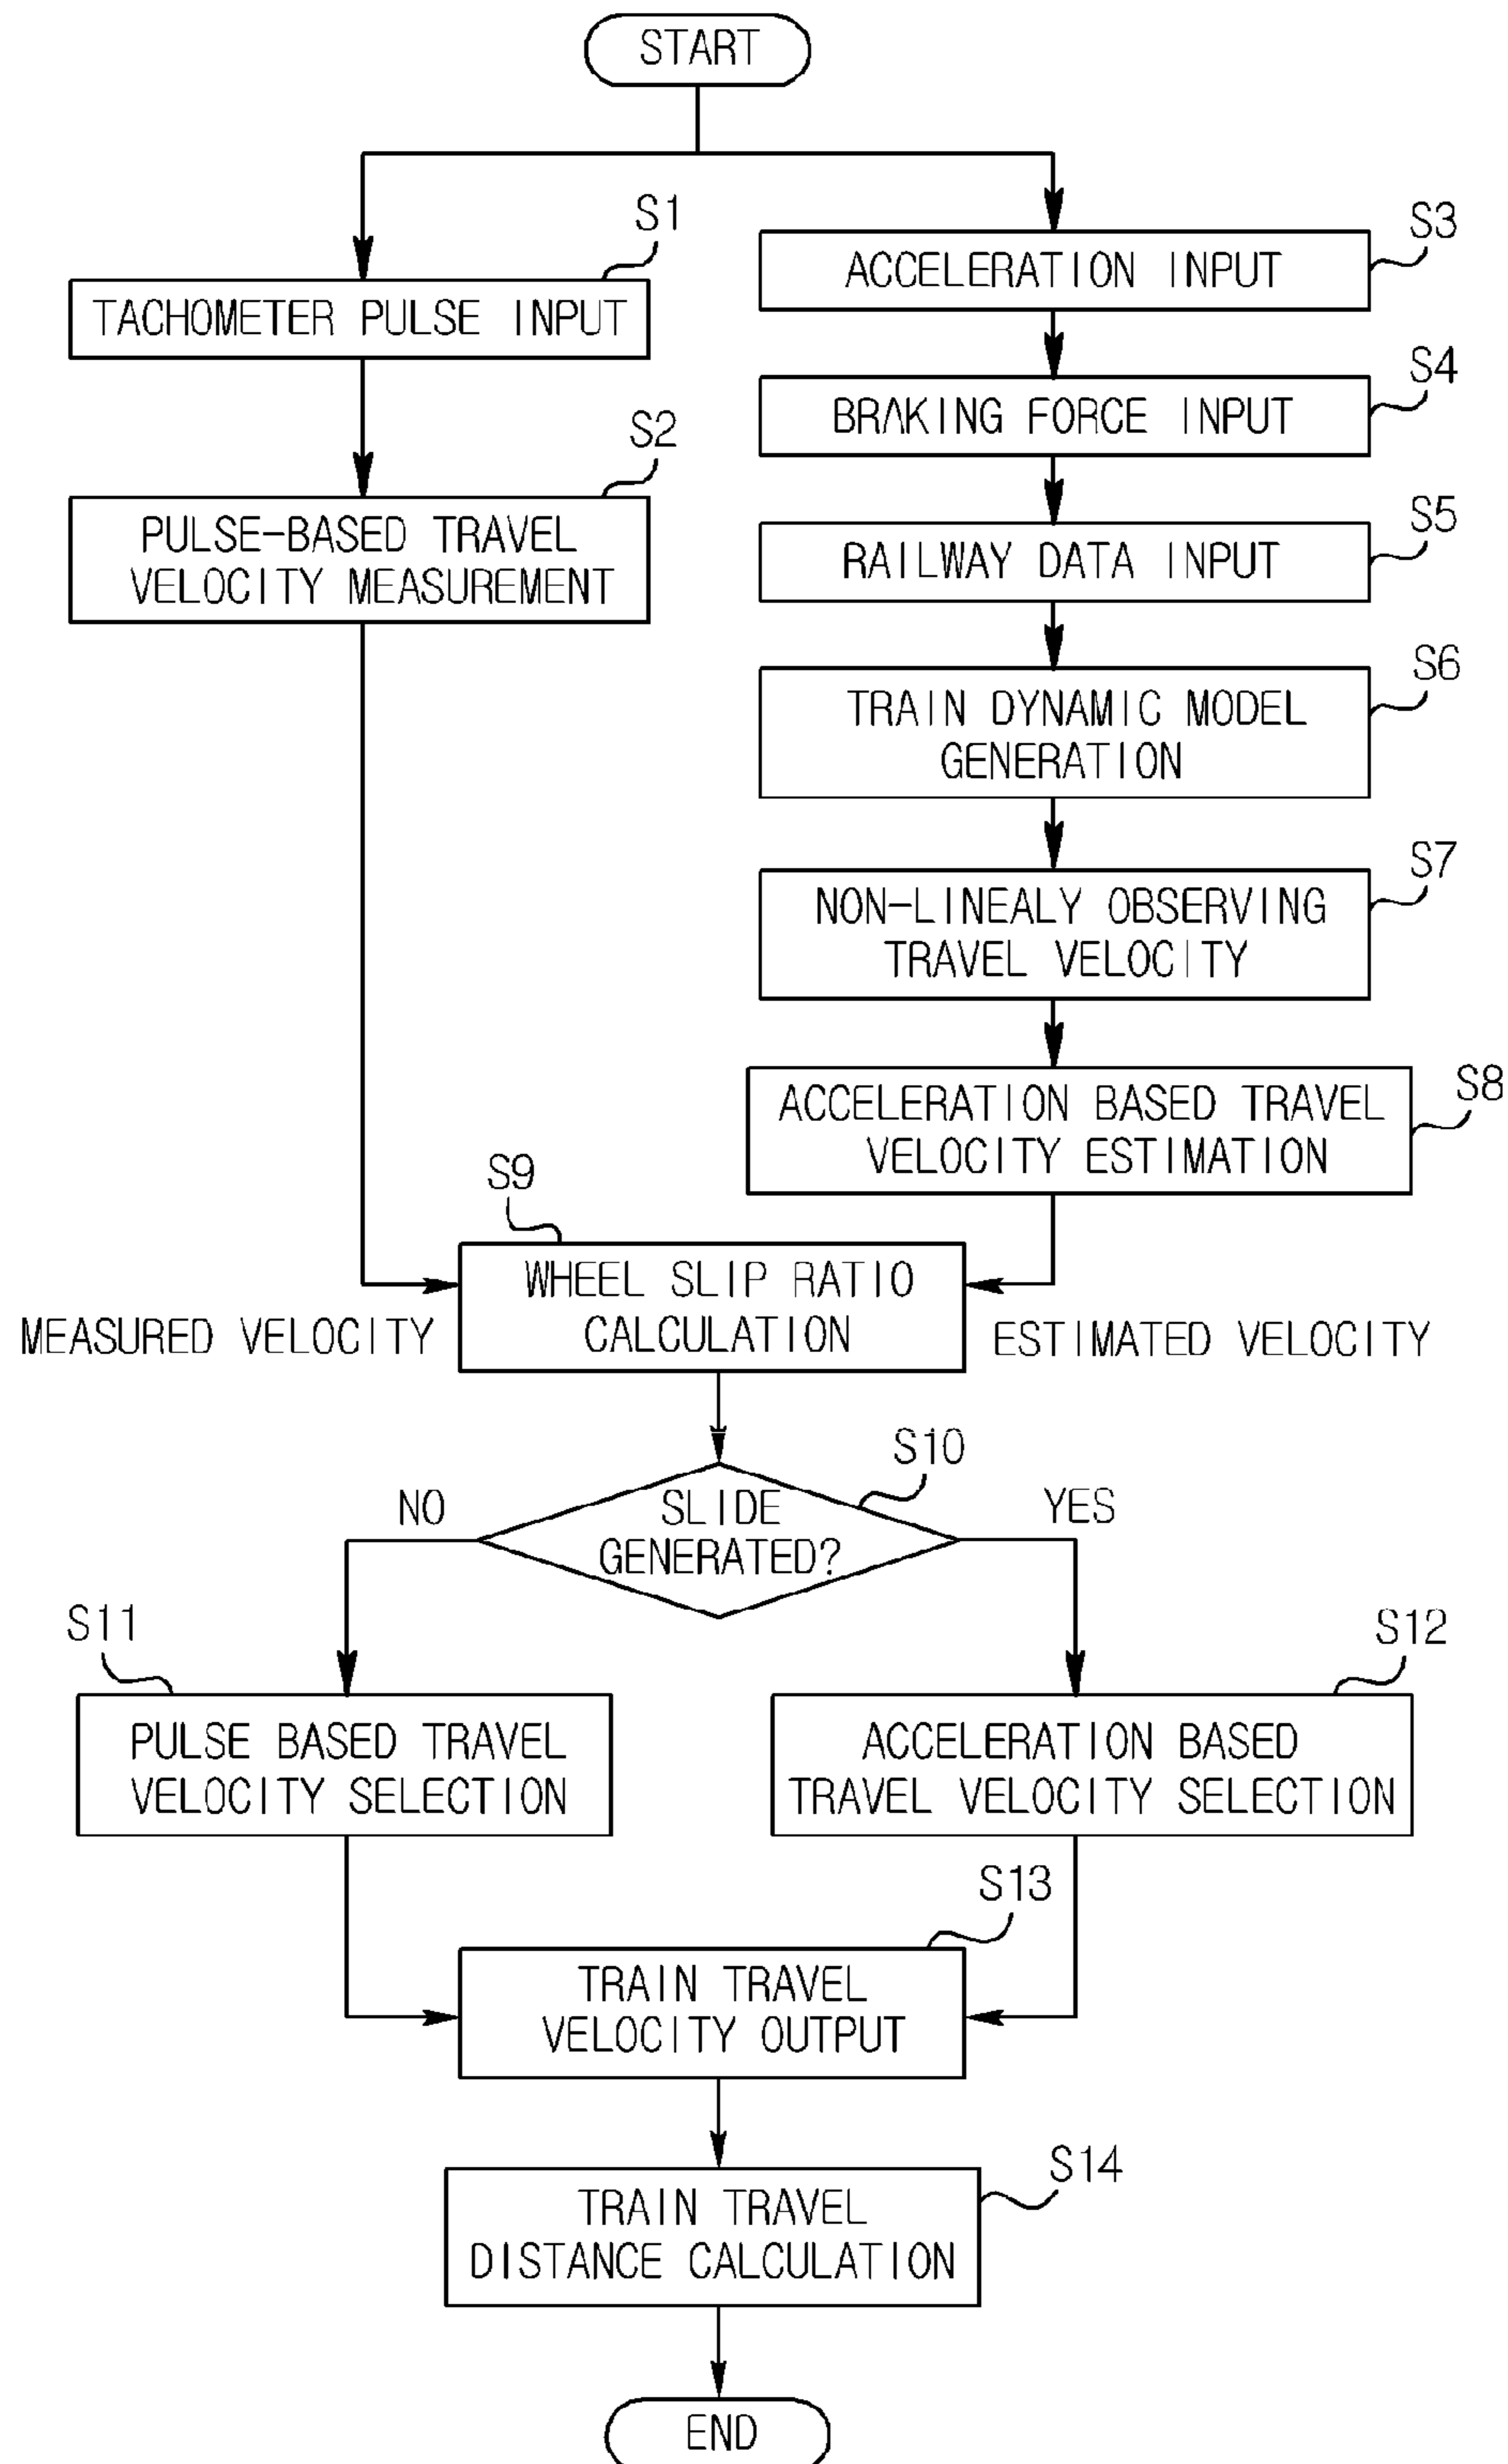 START
S1
TACHOMETER PULSE INPUT
S2
PULSE-BASED TRAVEL
VELOCITY MEASUREMENT
S3
ACCELERATION INPUT
S4
BRAKING FORCE INPUT
S5
RAILWAY DATA INPUT
S6
TRAIN DYNAMIC MODEL
GENERATION
S7
NON-LINEALY OBSERVING
TRAVEL VELOCITY
S8
ACCELERATION BASED TRAVEL
VELOCITY ESTIMATION
S9
WHEEL SLIP RATIO
CALCULATION
MEASURED VELOCITY
ESTIMATED VELOCITY
S10
SLIDE
GENERATED?
NO
YES
S11
PULSE BASED TRAVEL
VELOCITY SELECTION
S12
ACCELERATION BASED
TRAVEL VELOCITY SELECTION
S13
TRAIN TRAVEL
VELOCITY OUTPUT
S14
TRAIN TRAVEL
DISTANCE CALCULATION
END